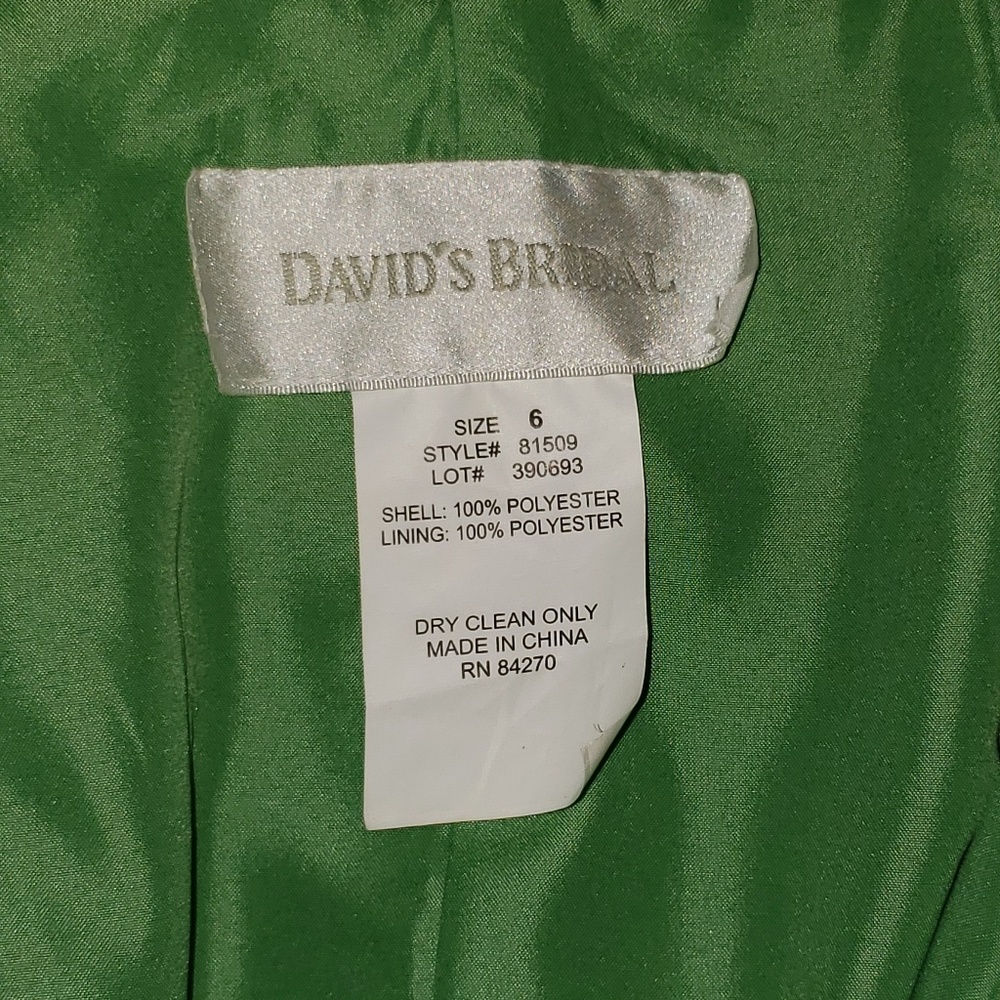 DAVID'S BRIDAL
SIZE 6
STYLE# 81509
LOT# 390693
SHELL: 100% POLYESTER
LINING: 100% POLYESTER
DRY CLEAN ONLY
MADE IN CHINA
RN 84270